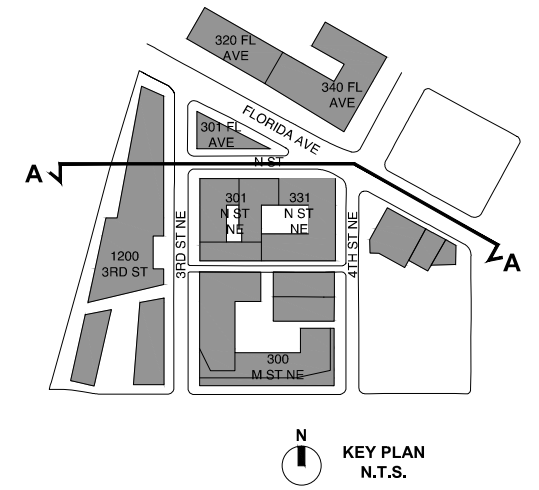 320 FL
AVE
340 FL
AVE
FLORIDA AVE
301 FL
AVE
N ST
A
301
N ST
NE
331
N ST
NE
3RD ST NE
4TH ST NE
1200
3RD ST
A
300
M ST NE
N
KEY PLAN
N.T.S.